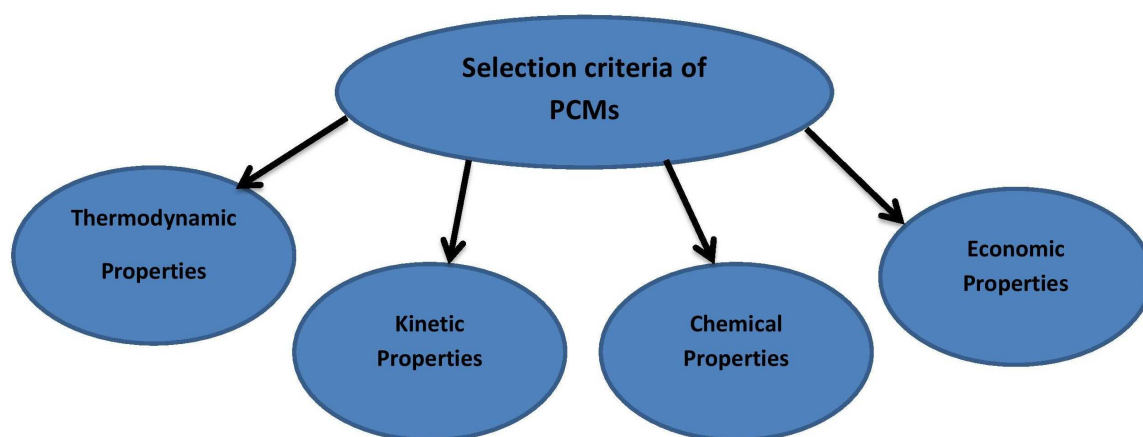 Selection criteria of
PCMs
Thermodynamic
Properties
Kinetic
Properties
Chemical
Properties
Economic
Properties